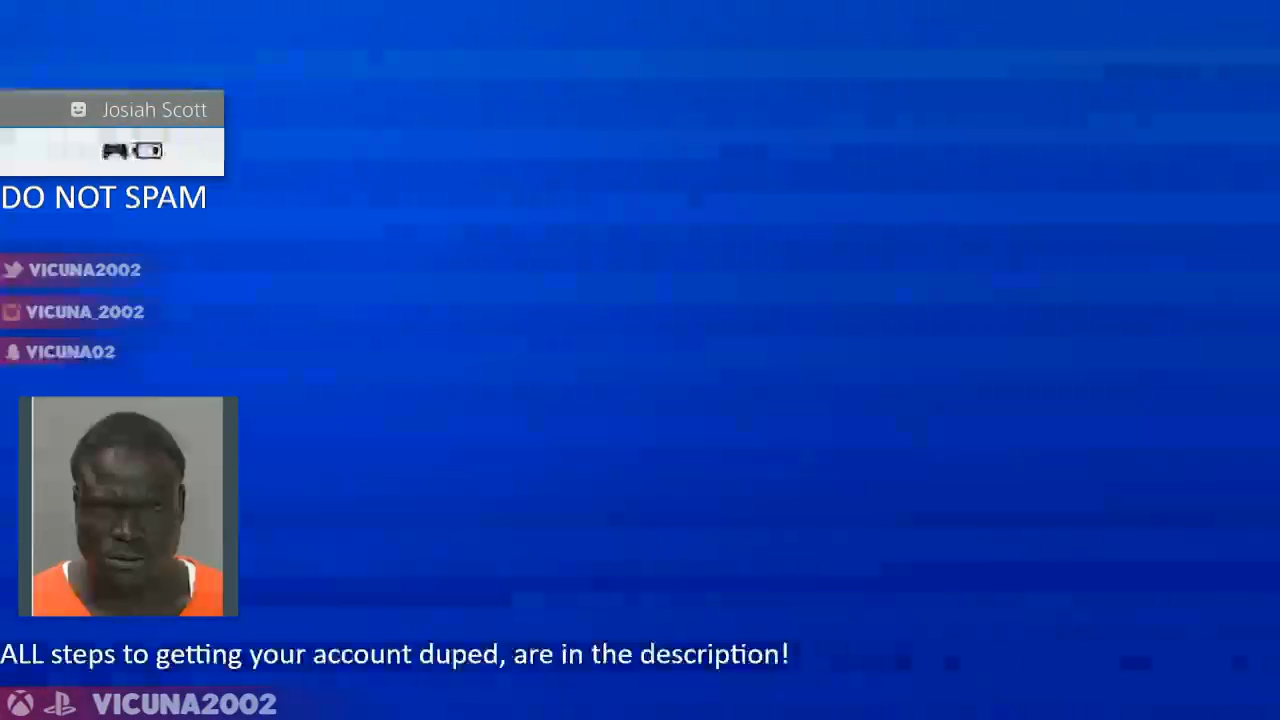 Josiah Scott
DO NOT SPAM
VICUNA2002
VICUNA_2002
VICUNA02
ALL steps to getting your account duped, are in the description!
VICUNA2002